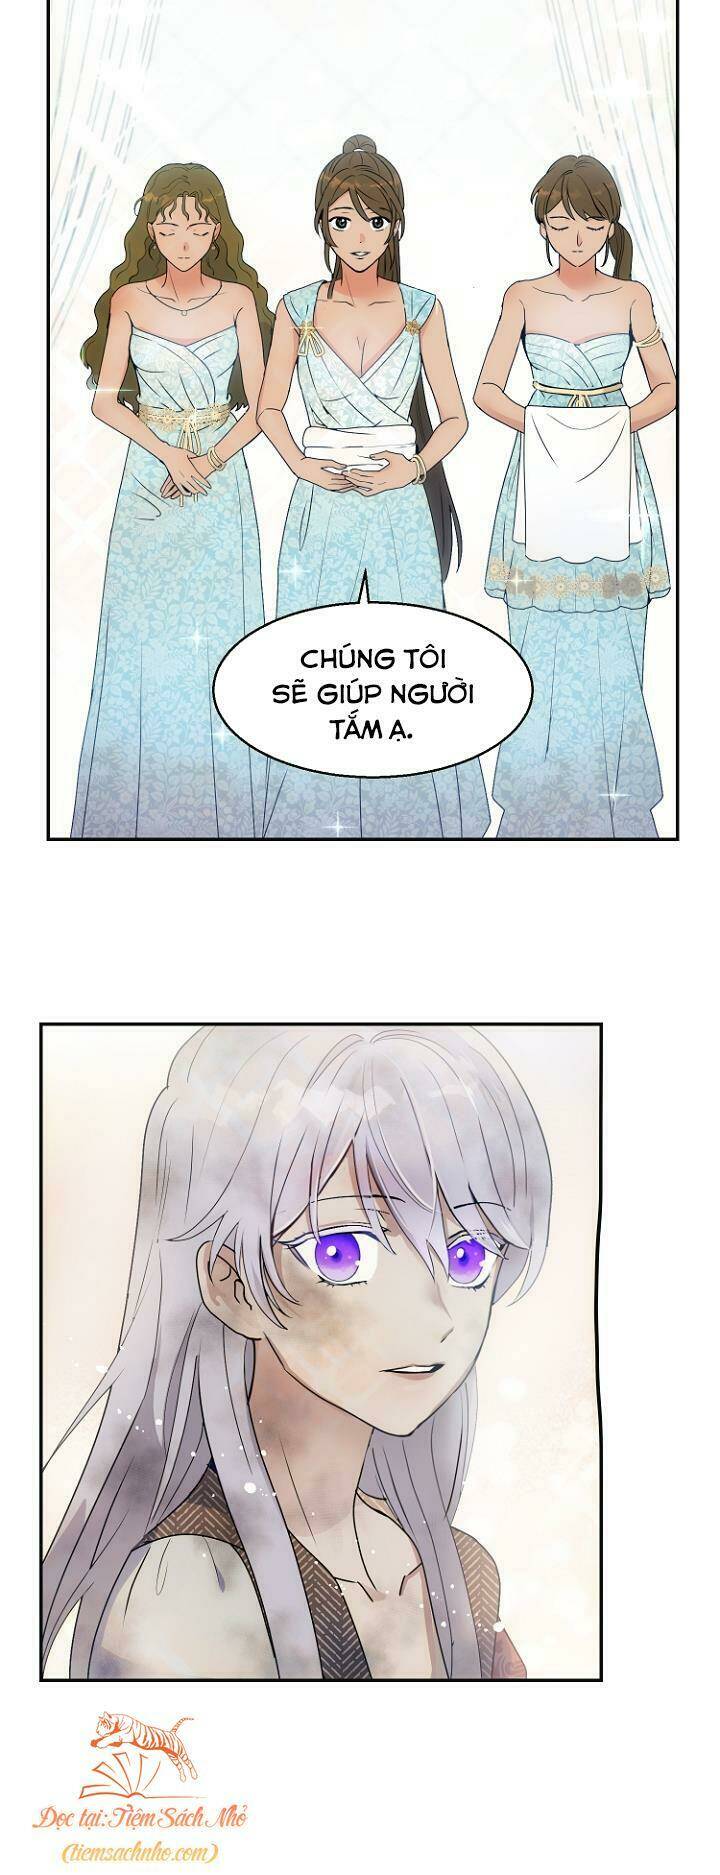 CHÚNG TÔI
SẼ GIÚP NGƯỜI
TẮM Ạ.
Đọc tại: Tiệm Sách Nhỏ
(tiemsachnho.com)